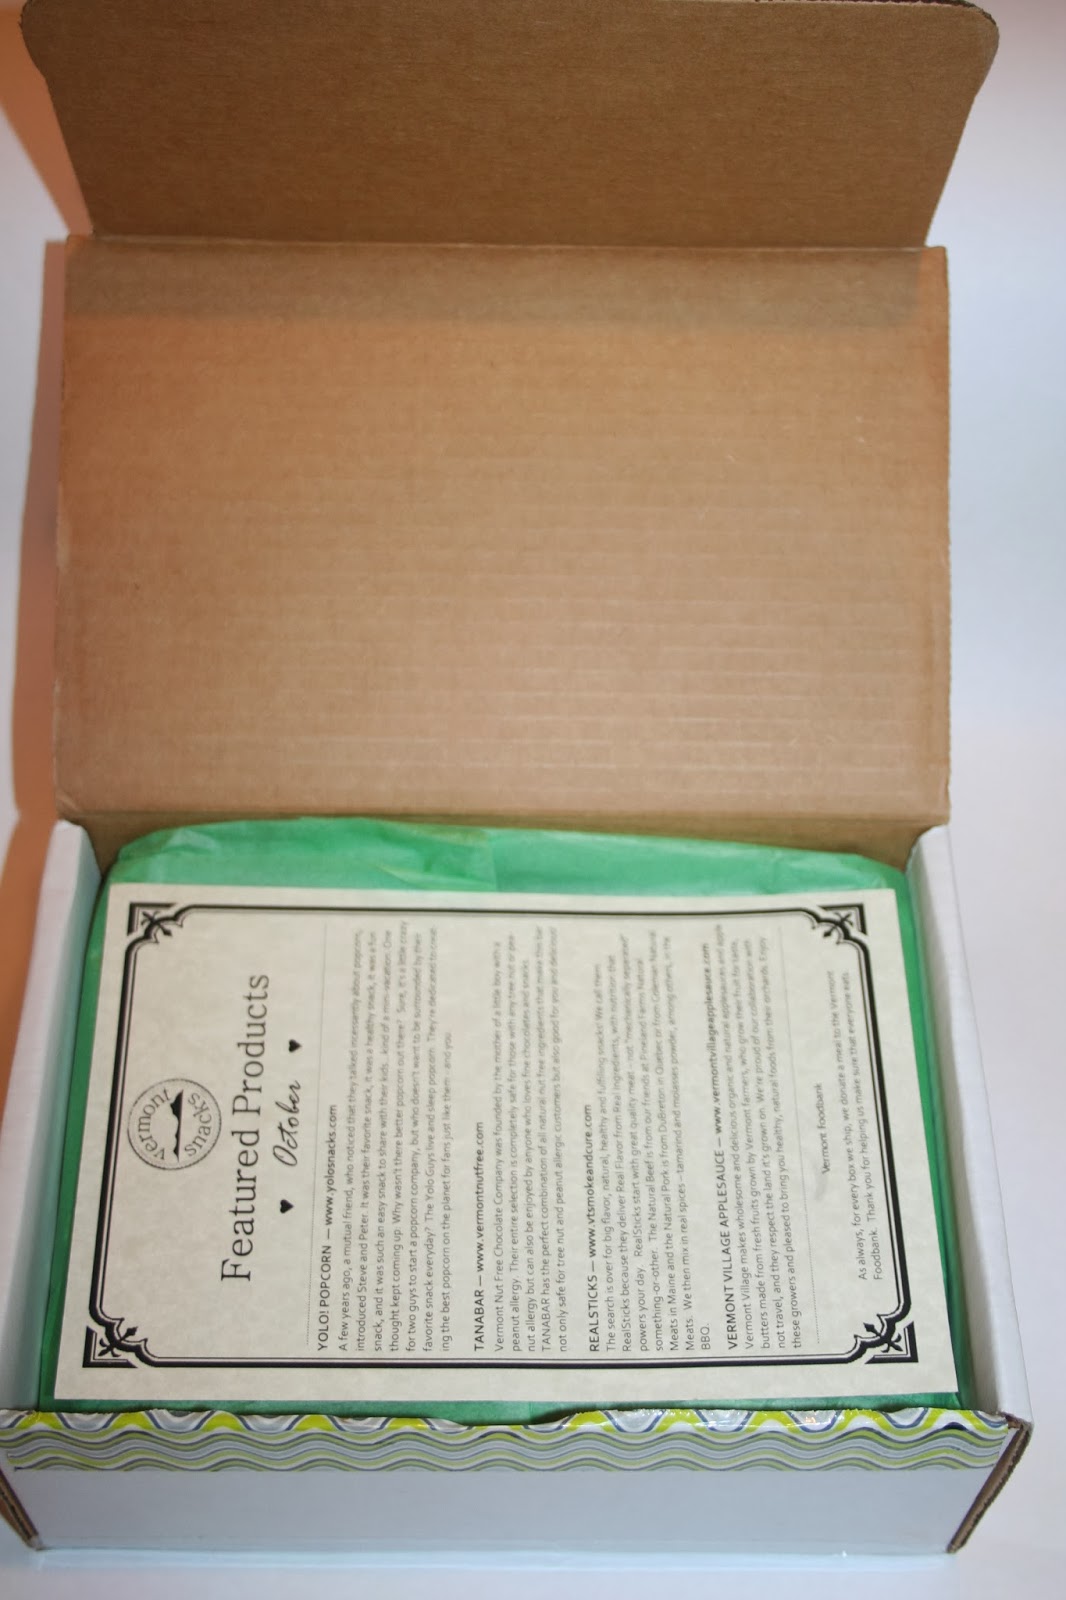 vermont
snacks
Featured Products
♥ October ♥
YOLO! POPCORN — www.yolosnacks.com
A few years ago, a mutual friend, who noticed that they talked incessantly about popcorn,
introduced Steve and Peter. It was their favorite snack, it was a healthy snack, it was a fun
snack, and it was such an easy snack to share with their kids.. kind of a mini-vacation. One
thought kept coming up: Why wasn't there better popcorn out there? Sure, it's a little crazy
for two guys to start a popcorn company, but who doesn't want to be surrounded by their
favorite snack everyday? The Yolo Guys live and sleep popcorn. They're dedicated to creat-
ing the best popcorn on the planet for fans just like them - and you.
TANABAR — www.vermontnutfree.com
Vermont Nut Free Chocolate Company was founded by the mother of a little boy with a
peanut allergy. Their entire selection is completely safe for those with any tree nut or pea-
nut allergy but can also be enjoyed by anyone who loves fine chocolates and snacks.
TANABAR has the perfect combination of all natural nut free ingredients that make this bar
not only safe for tree nut and peanut allergic customers but also good for you and delicious!
REALSTICKS — www.vtsmokeandcure.com
The search is over for big flavor, natural, healthy and fulfilling snacks! We call them
RealSticks because they deliver Real Flavor from Real Ingredients, with nutrition that
powers your day. RealSticks start with great quality meat - not "mechanically separated"
something-or-other. The Natural Beef is from our friends at Pineland Farms Natural
Meats in Maine and the Natural Pork is from DuBreton in Quebec or from Coleman Natural
Meats. We then mix in real spices – tamarind and molasses powder, among others, in the
BBQ.
VERMONT VILLAGE APPLESAUCE — www.vermontvillageapplesauce.com
Vermont Village makes wholesome and delicious organic and natural applesauces and apple
butters made from fresh fruits grown by Vermont farmers, who grow their fruit for taste,
not travel, and they respect the land it's grown on. We're proud of our collaboration with
these growers and pleased to bring you healthy, natural foods from their orchards. Enjoy
Vermont foodbank
As always, for every box we ship, we donate a meal to the Vermont
Foodbank. Thank you for helping us make sure that everyone eats